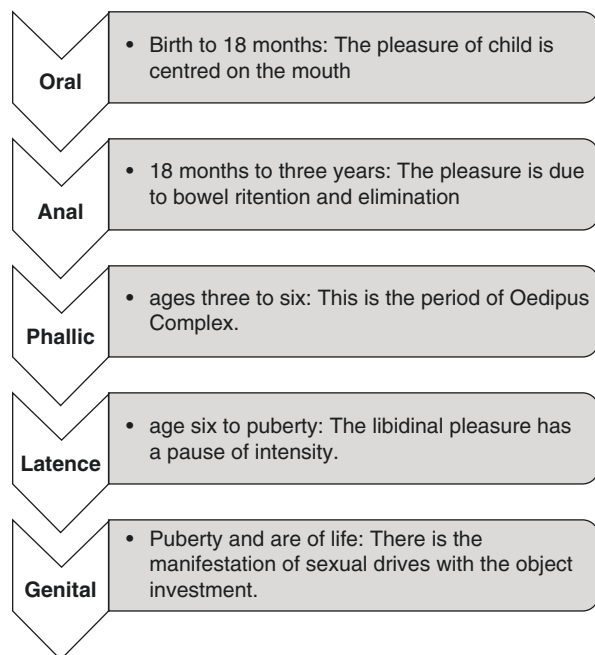 Oral
• Birth to 18 months: The pleasure of child is
centred on the mouth
Anal
• 18 months to three years: The pleasure is due
to bowel ritention and elimination
Phallic
• ages three to six: This is the period of Oedipus
Complex.
Latence
• age six to puberty: The libidinal pleasure has
a pause of intensity.
Genital
• Puberty and are of life: There is the
manifestation of sexual drives with the object
investment.